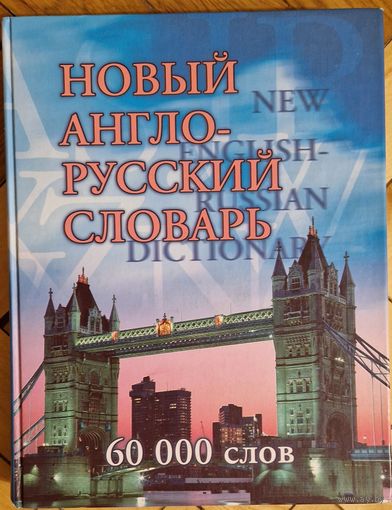 НОВЫЙ
АНГЛО-
РУССКИЙ
СЛОВАРЬ
NEW
ENGLISH-
RUSSIAN
DICTIONARY
60 000 слов